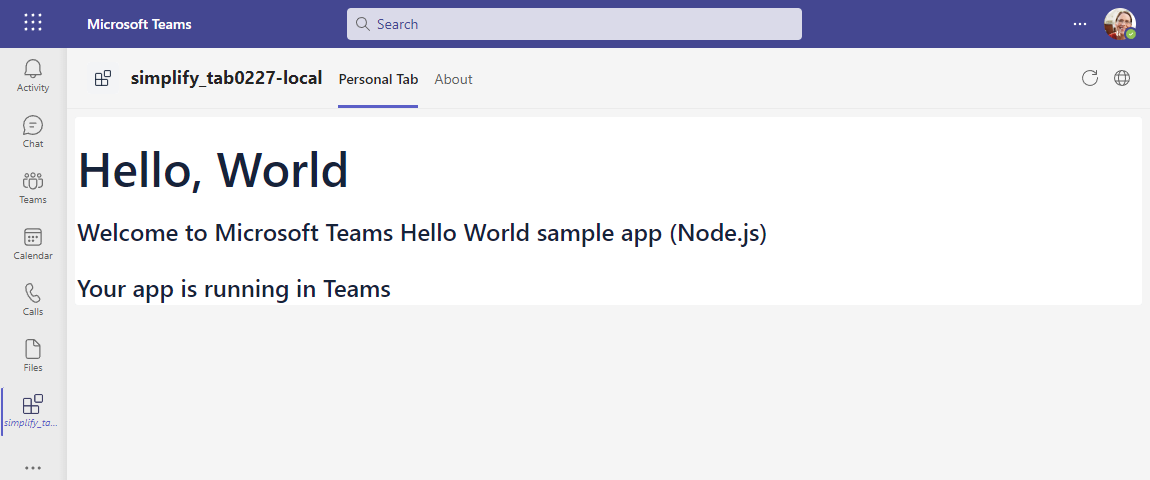 Microsoft Teams
Search
Activity
Chat
Teams
Calendar
Calls
Files
simplify_ta...
simplify_tab0227-local
Personal Tab
About
Hello, World
Welcome to Microsoft Teams Hello World sample app (Node.js)
Your app is running in Teams